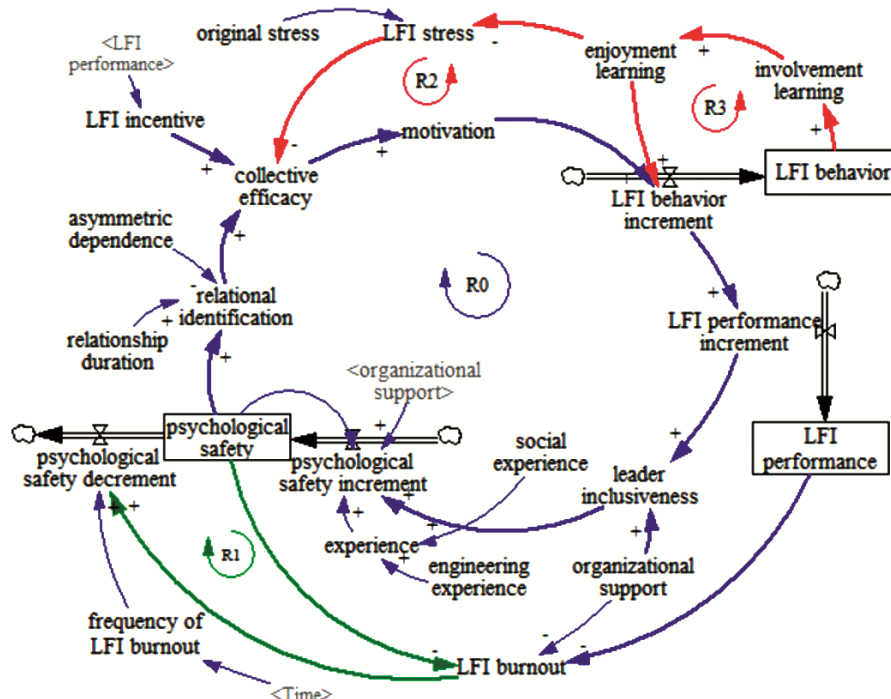 original stress
LFI stress
<LFI
performance>
enjoyment
learning
involvement
learning
R2
R3
LFI incentive
motivation
collective
efficacy
LFI behavior
LFI behavior
increment
asymmetric
dependence
R0
relational
identification
relationship
duration
LFI performance
increment
<organizational
support>
psychological
safety
psychological
safety decrement
psychological
safety increment
social
experience
LFI
performance
leader
inclusiveness
R1
experience
engineering
experience
organizational
support
frequency of
LFI burnout
LFI burnout
<Time>